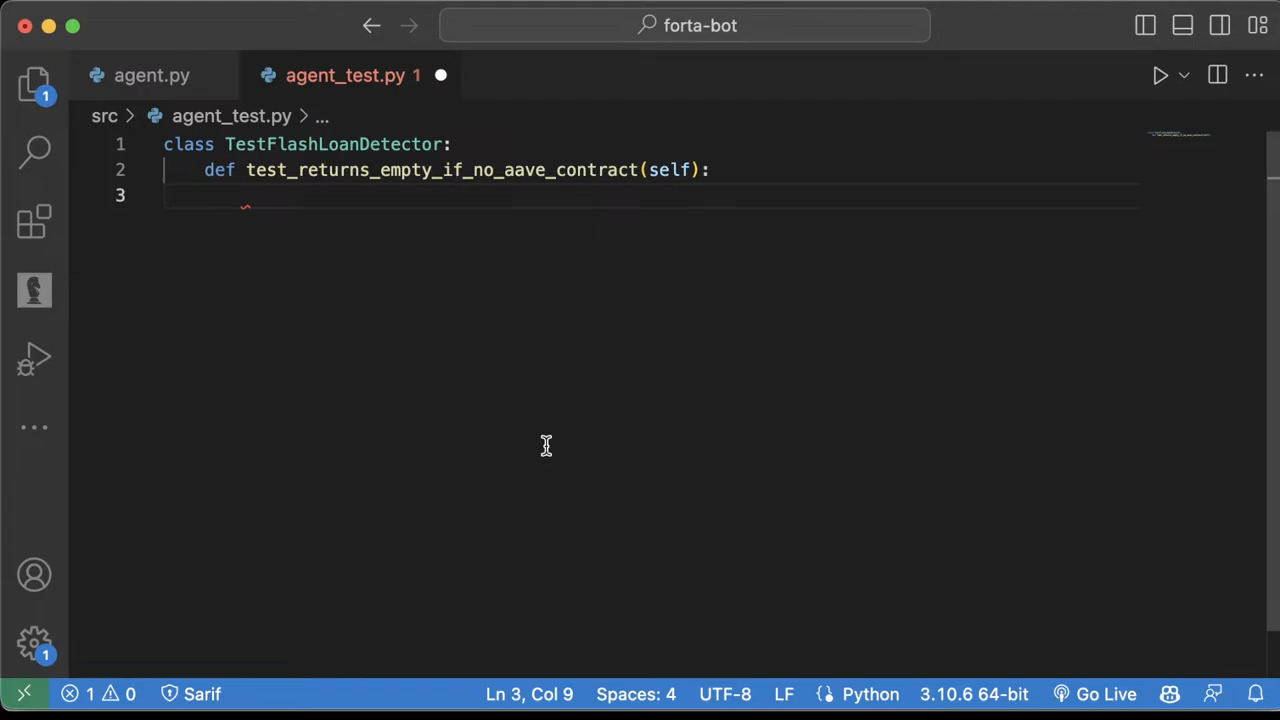 forta-bot
agent.py
agent_test.py 1
src > agent_test.py > ...
1 class TestFlashLoanDetector:
2 def test_returns_empty_if_no_aave_contract(self):
3
1
1
1 0 Sarif Ln 3, Col 9 Spaces: 4 UTF-8 LF Python 3.10.6 64-bit Go Live